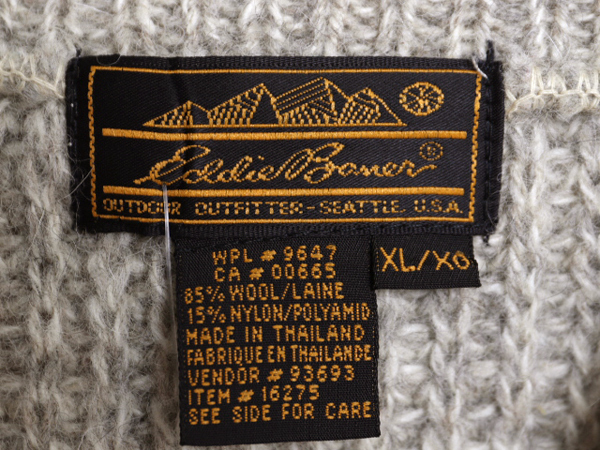 Eddie Bauer®
OUTDOOR OUTFITTER-SEATTLE, U.S.A.
WPL # 9647
CA # 00665
85% WOOL/LAINE
15% NYLON/POLYAMID
MADE IN THAILAND
FABRIQUE EN THAILANDE
VENDOR # 93693
ITEM # 16275
SEE SIDE FOR CARE
XL/XG